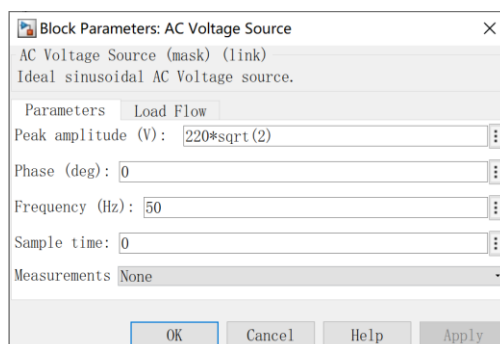 Block Parameters: AC Voltage Source
AC Voltage Source (mask) (link)
Ideal sinusoidal AC Voltage source.
Parameters Load Flow
Peak amplitude (V): 220*sqrt(2)
Phase (deg): 0
Frequency (Hz): 50
Sample time: 0
Measurements None
OK Cancel Help Apply